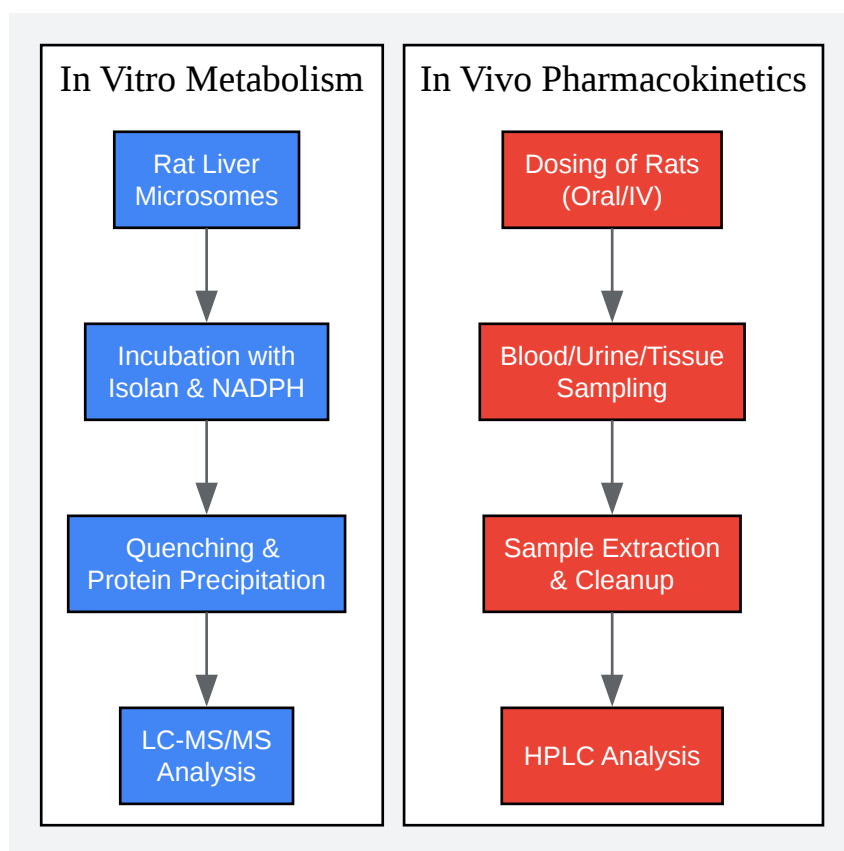 In Vitro Metabolism
Rat Liver
Microsomes
Incubation with
Isolan & NADPH
Quenching &
Protein Precipitation
LC-MS/MS
Analysis
In Vivo Pharmacokinetics
Dosing of Rats
(Oral/IV)
Blood/Urine/Tissue
Sampling
Sample Extraction
& Cleanup
HPLC Analysis